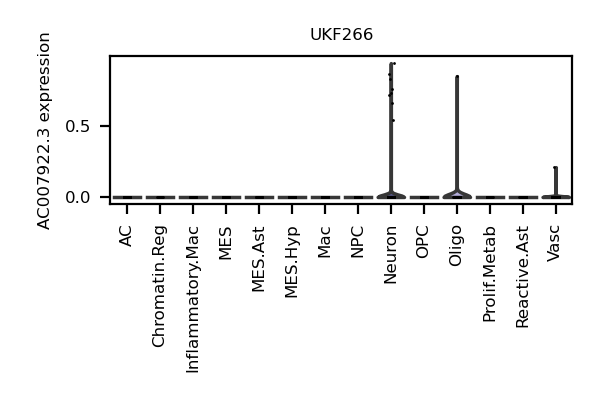 UKF266
AC007922.3 expression
0.5
0.0
AC
Chromatin.Reg
Inflammatory.Mac
MES
MES.Ast
MES.Hyp
Mac
NPC
Neuron
OPC
Oligo
Prolif.Metab
Reactive.Ast
Vasc